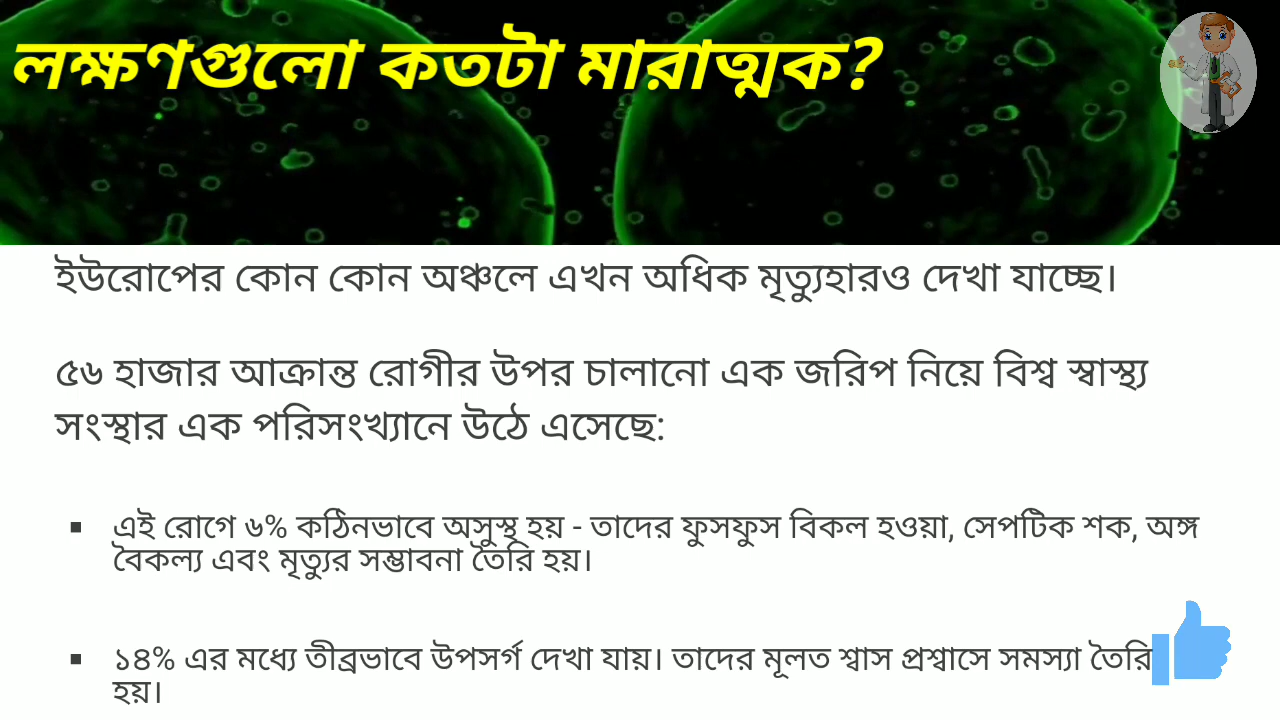 লক্ষণগুলো কতটা মারাত্মক?
ইউরোপের কোন কোন অঞ্চলে এখন অধিক মৃত্যুহারও দেখা যাচ্ছে।
৫৬ হাজার আক্রান্ত রোগীর উপর চালানো এক জরিপ নিয়ে বিশ্ব স্বাস্থ্য
সংস্থার এক পরিসংখ্যানে উঠে এসেছে:
▪ এই রোগে ৬% কঠিনভাবে অসুস্থ হয় - তাদের ফুসফুস বিকল হওয়া, সেপটিক শক, অঙ্গ
বৈকল্য এবং মৃত্যুর সম্ভাবনা তৈরি হয়।
▪ ১৪% এর মধ্যে তীব্রভাবে উপসর্গ দেখা যায়। তাদের মূলত শ্বাস প্রশ্বাসে সমস্যা তৈরি
হয়।